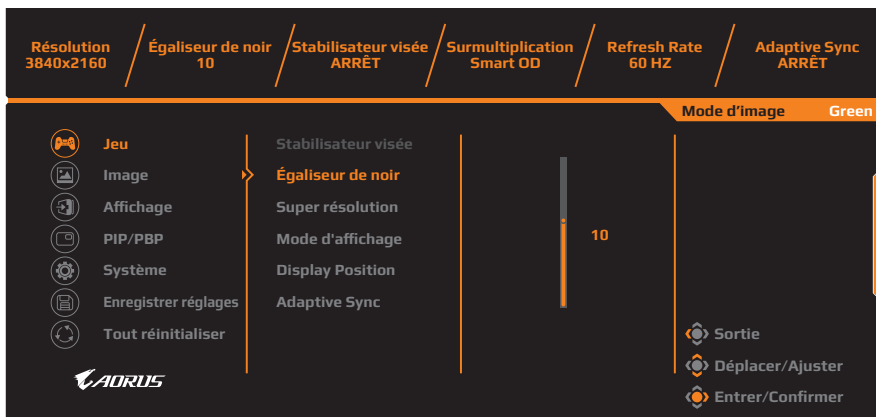 Résolution
3840x2160
Égaliseur de noir
10
Stabilisateur visée
ARRÊT
Surmultiplication
Smart OD
Refresh Rate
60 HZ
Adaptive Sync
ARRÊT
Mode d'image Green
Jeu
Image
Affichage
PIP/PBP
Système
Enregistrer réglages
Tout réinitialiser
Stabilisateur visée
Égaliseur de noir
Super résolution
Mode d'affichage
Display Position
Adaptive Sync
10
Sortie
Déplacer/Ajuster
Entrer/Confirmer
AORUS